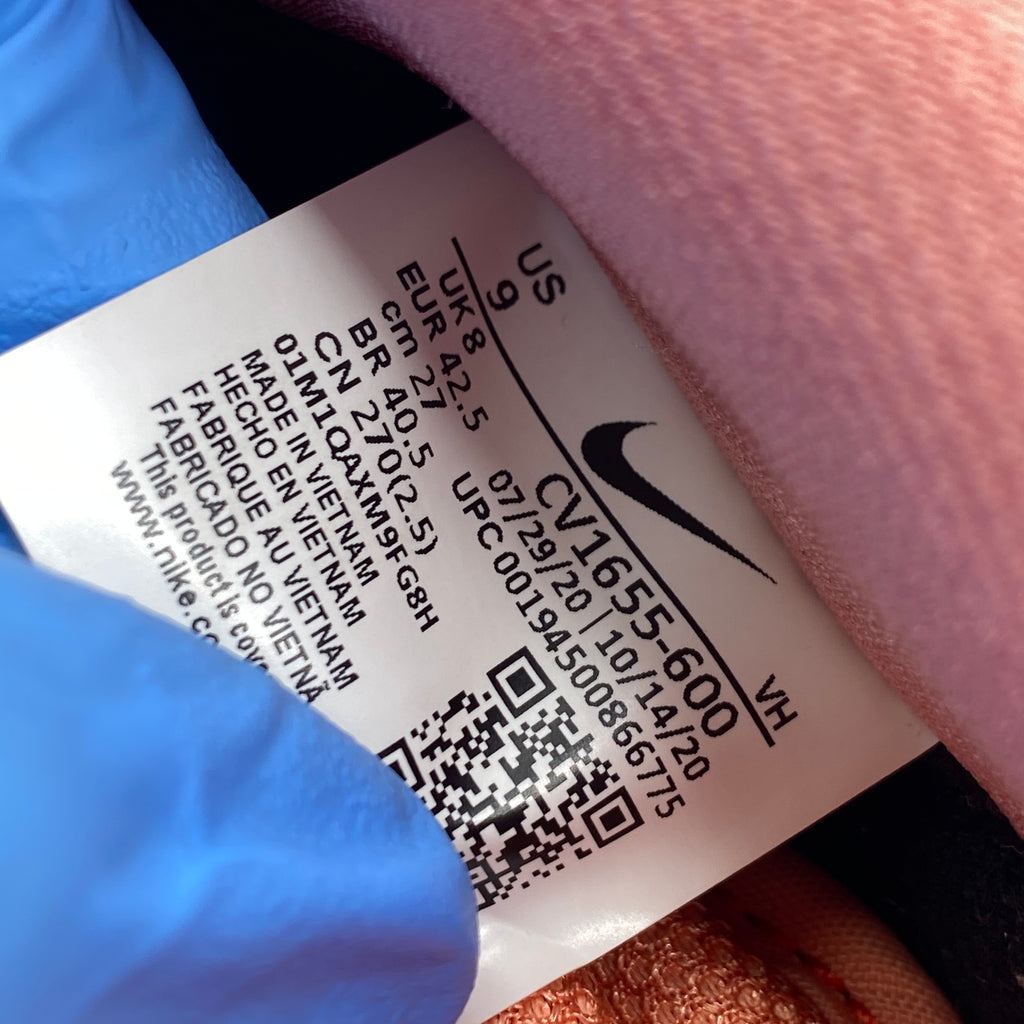 US
9
VH
UK 8
EUR 42.5
cm 27
BR 40.5
CN 270(2.5)
CV1655-600
07/29/20 | 10/14/20
UPC 00194500866775
01M1QAXM9FG8H
MADE IN VIETNAM
HECHO EN VIETNAM
FABRIQUE AU VIETNAM
FABRICADO NO VIETNÃ
This product is
www.nike.